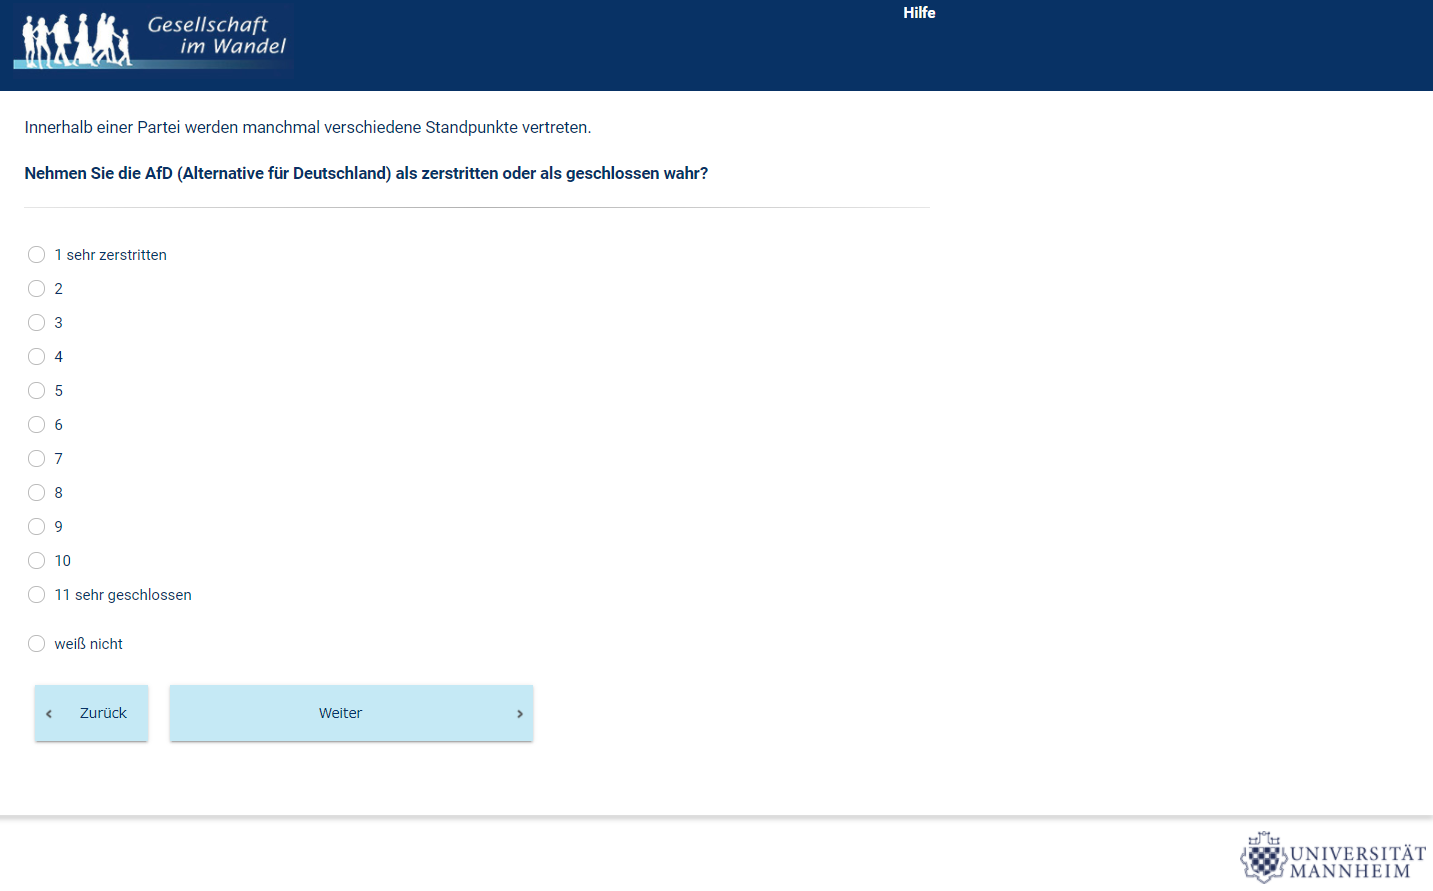 Gesellschaft
im Wandel
Hilfe
Innerhalb einer Partei werden manchmal verschiedene Standpunkte vertreten.
Nehmen Sie die AfD (Alternative für Deutschland) als zerstritten oder als geschlossen wahr?
1 sehr zerstritten
2
3
4
5
6
7
8
9
10
11 sehr geschlossen
weiß nicht
Zurück
Weiter
UNIVERSITÄT
MANNHEIM